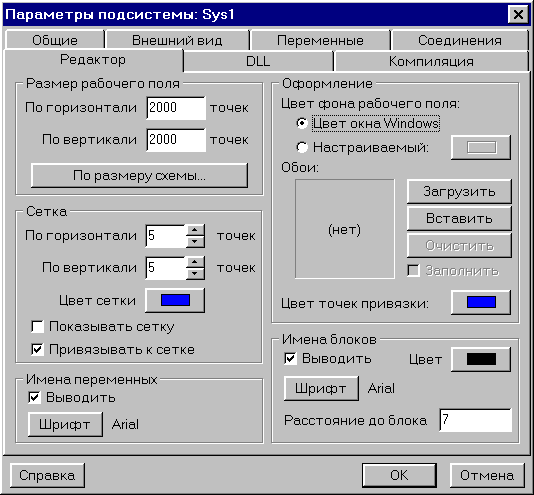 Параметры подсистемы: Sys1
Общие Внешний вид Переменные Соединения
Редактор DLL Компиляция
Размер рабочего поля
По горизонтали 2000 точек
По вертикали 2000 точек
По размеру схемы...
Сетка
По горизонтали 5 точек
По вертикали 5 точек
Цвет сетки
Показывать сетку
Привязывать к сетке
Имена переменных
Выводить
Шрифт Arial
Оформление
Цвет фона рабочего поля:
Цвет окна Windows
Настраиваемый:
Обои:
(нет)
Загрузить
Вставить
Очистить
Заполнить
Цвет точек привязки:
Имена блоков
Выводить Цвет
Шрифт Arial
Расстояние до блока 7
Справка OK Отмена